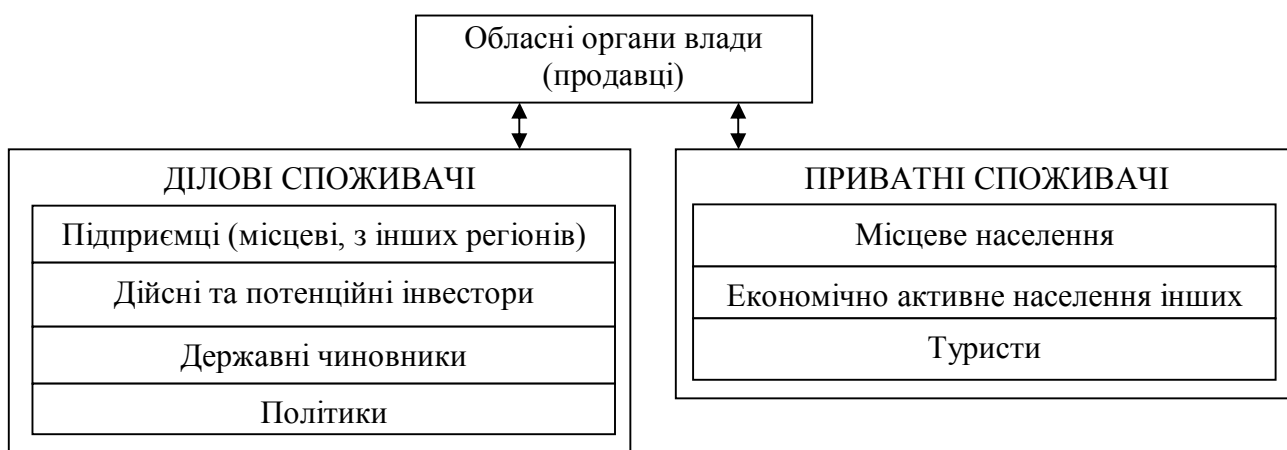 Обласні органи влади
(продавці)
ДІЛОВІ СПОЖИВАЧІ
Підприємці (місцеві, з інших регіонів)
Дійсні та потенційні інвестори
Державні чиновники
Політики
ПРИВАТНІ СПОЖИВАЧІ
Місцеве населення
Економічно активне населення інших
Туристи